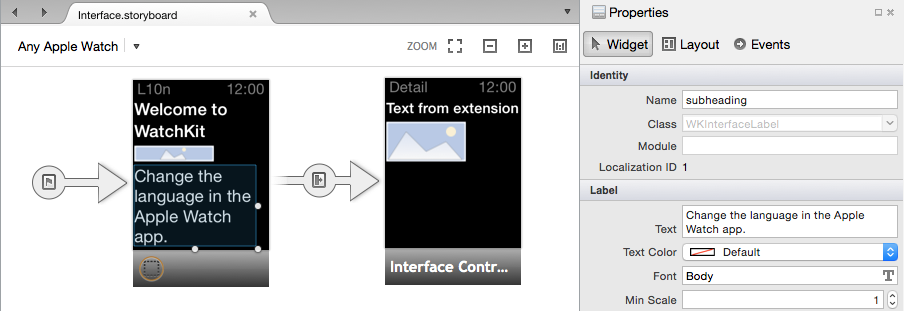 Interface.storyboard
Any Apple Watch
ZOOM
L10n 12:00
Welcome to
WatchKit
Change the
language in the
Apple Watch
app.
Detail 12:00
Text from extension
Interface Contr...
Properties
Widget Layout Events
Identity
Name subheading
Class WKInterfaceLabel
Module
Localization ID 1
Label
Text Change the language in the Apple
Watch app.
Text Color Default
Font Body T
Min Scale 1